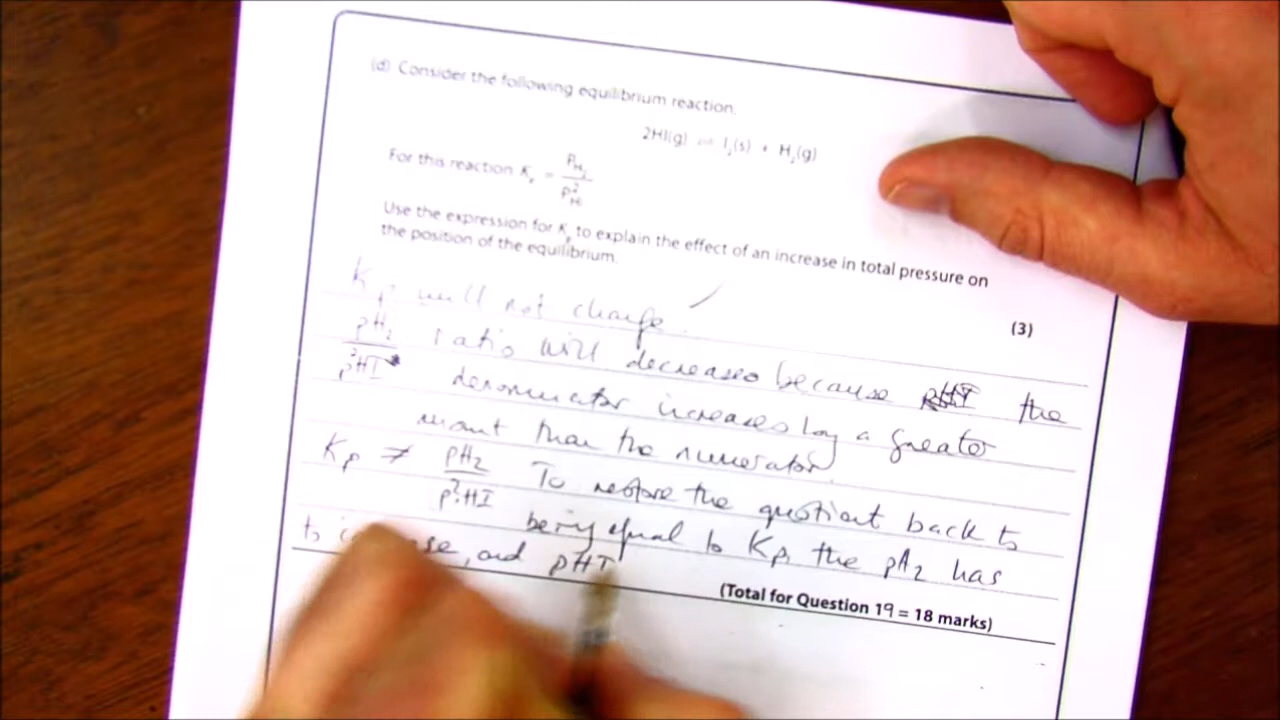 (d) Consider the following equilibrium reaction.
2HI(g) ⇌ I₂(s) + H₂(g)
For this reaction Kₚ = p_H₂ / p²_HI
Use the expression for Kₚ to explain the effect of an increase in total pressure on
the position of the equilibrium.
(3)
Kₚ will not change.
pH₂ / p²HI ratio will decreases because the
denominator increases by a greater
amount than the numerator.
Kₚ ≠ pH₂ / p²HI To restore the quotient back to
being equal to Kₚ, the pH₂ has
to, and pHI
(Total for Question 19 = 18 marks)